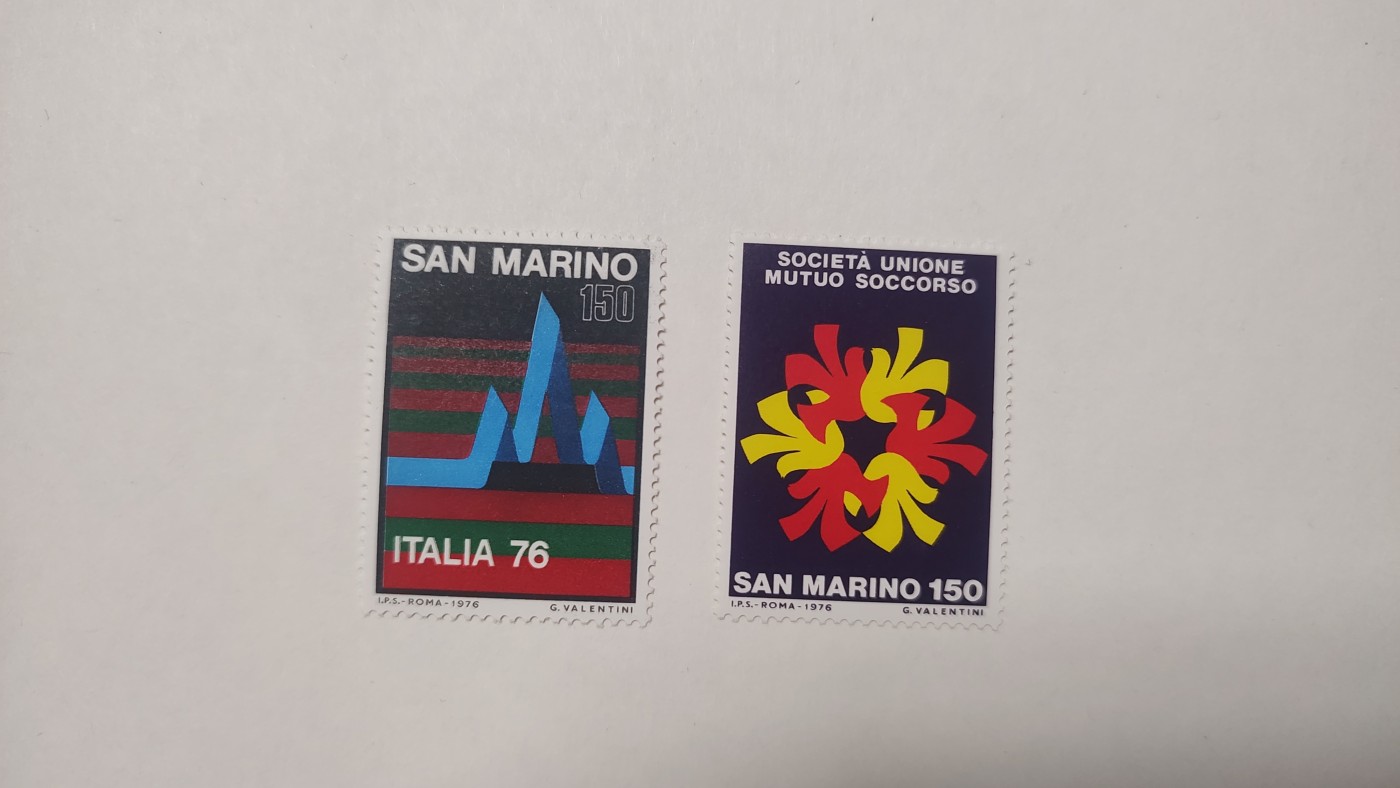 SAN MARINO
150
ITALIA 76
I.P.S.-ROMA-1976 G. VALENTINI
SOCIETÀ UNIONE
MUTUO SOCCORSO
SAN MARINO 150
I.P.S.-ROMA-1976 G. VALENTINI